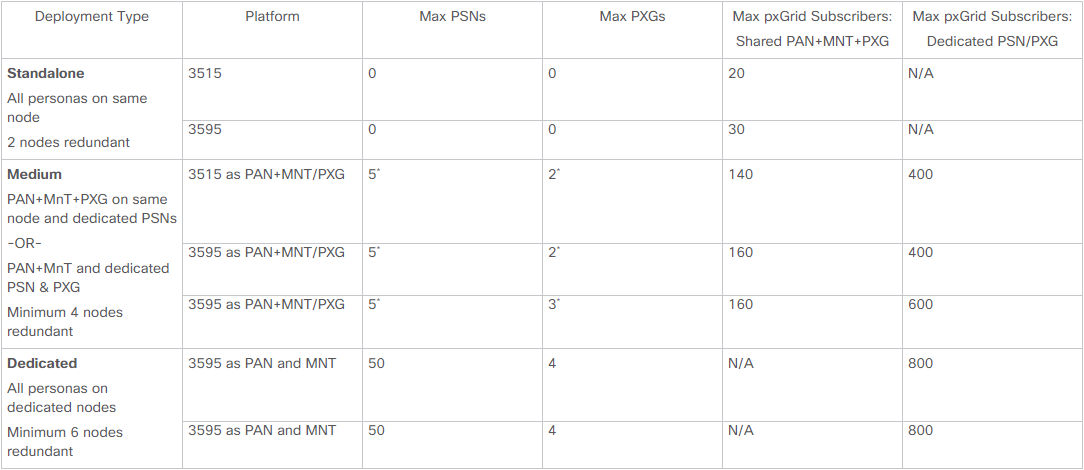 Deployment Type Platform Max PSNs Max PXGs Max pxGrid Subscribers: Max pxGrid Subscribers:
Shared PAN+MNT+PXG Dedicated PSN/PXG
Standalone 3515 0 0 20 N/A
All personas on same
node
3595 0 0 30 N/A
2 nodes redundant
Medium 3515 as PAN+MNT/PXG 5* 2* 140 400
PAN+MnT+PXG on same
node and dedicated PSNs
-OR-
3595 as PAN+MNT/PXG 5* 2* 160 400
PAN+MnT and dedicated
PSN & PXG
3595 as PAN+MNT/PXG 5* 3* 160 600
Minimum 4 nodes
redundant
Dedicated 3595 as PAN and MNT 50 4 N/A 800
All personas on
dedicated nodes
Minimum 6 nodes 3595 as PAN and MNT 50 4 N/A 800
redundant